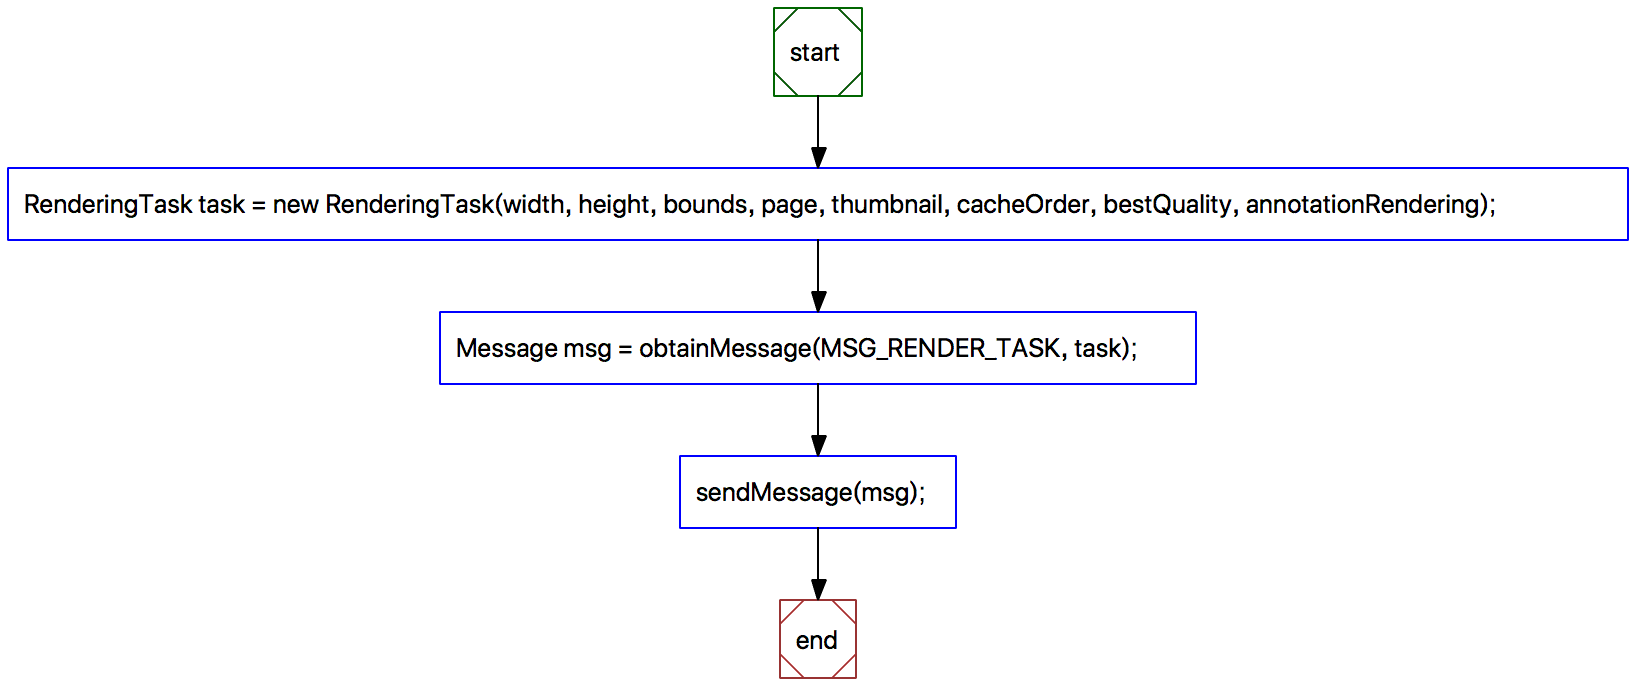 start
RenderingTask task = new RenderingTask(width, height, bounds, page, thumbnail, cacheOrder, bestQuality, annotationRendering);
Message msg = obtainMessage(MSG_RENDER_TASK, task);
sendMessage(msg);
end